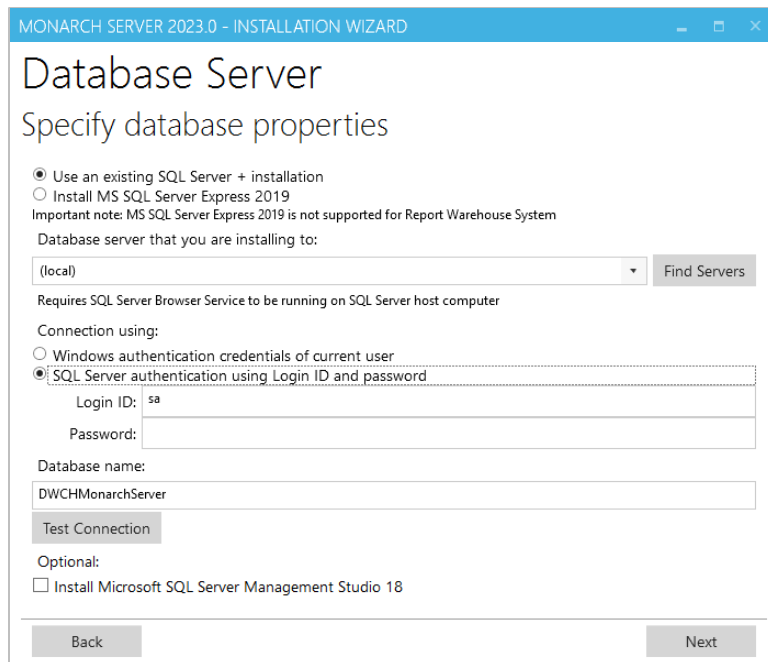 MONARCH SERVER 2023.0 - INSTALLATION WIZARD
Database Server
Specify database properties
Use an existing SQL Server + installation
Install MS SQL Server Express 2019
Important note: MS SQL Server Express 2019 is not supported for Report Warehouse System
Database server that you are installing to:
(local)
Find Servers
Requires SQL Server Browser Service to be running on SQL Server host computer
Connection using:
Windows authentication credentials of current user
SQL Server authentication using Login ID and password
Login ID: sa
Password:
Database name:
DWCHMonarchServer
Test Connection
Optional:
Install Microsoft SQL Server Management Studio 18
Back
Next